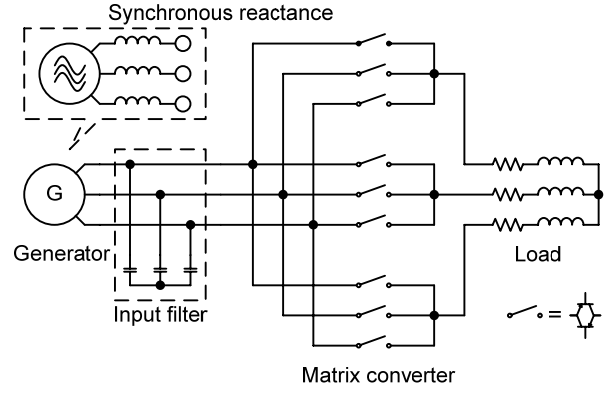 Synchronous reactance
G
Generator
Load
Input filter
=
Matrix converter